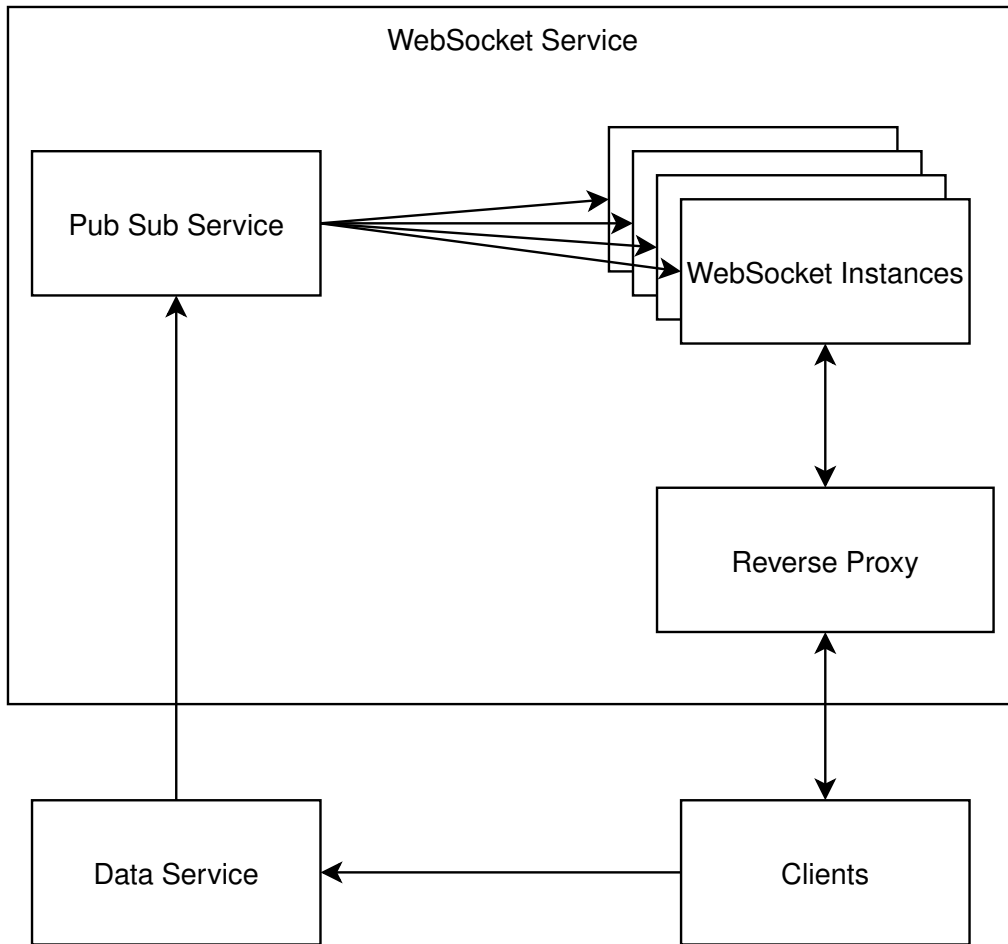 WebSocket Service
Pub Sub Service
WebSocket Instances
Reverse Proxy
Data Service
Clients